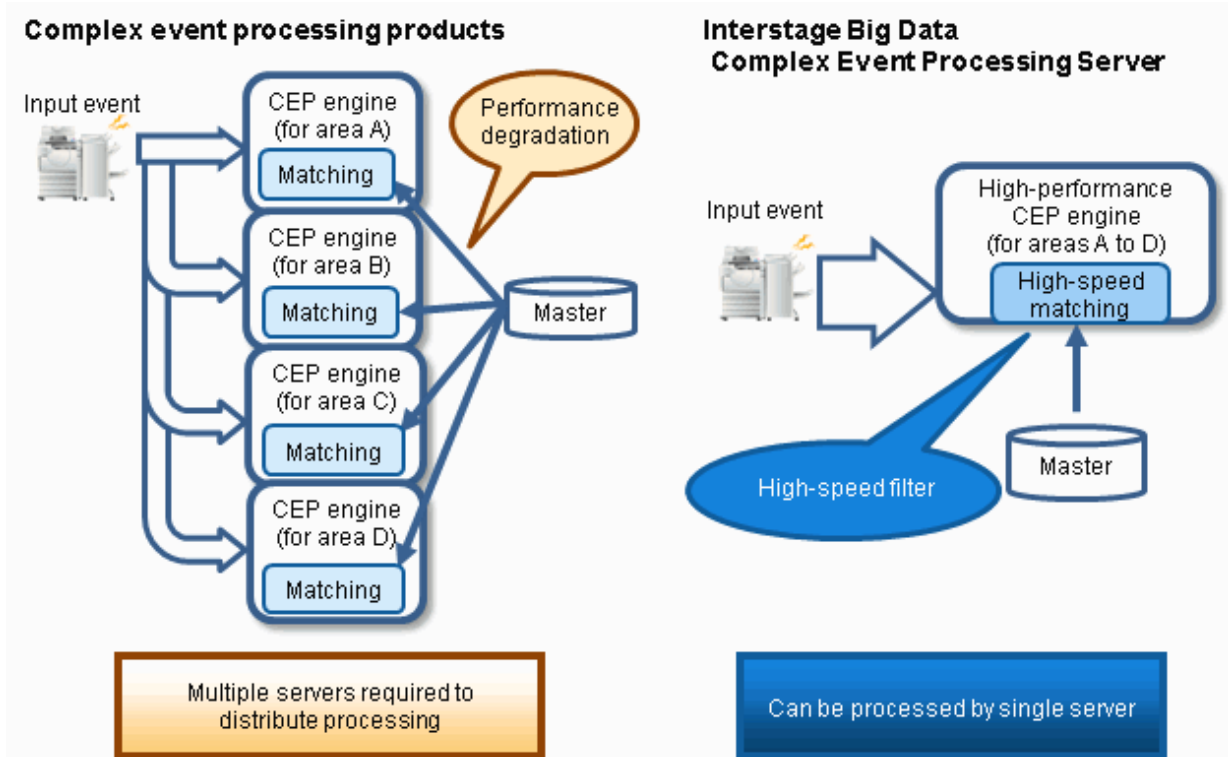 Complex event processing products
Input event
CEP engine
(for area A)
Matching
Performance
degradation
CEP engine
(for area B)
Matching
Master
CEP engine
(for area C)
Matching
CEP engine
(for area D)
Matching
Multiple servers required to
distribute processing
Interstage Big Data
Complex Event Processing Server
Input event
High-performance
CEP engine
(for areas A to D)
High-speed
matching
Master
High-speed filter
Can be processed by single server